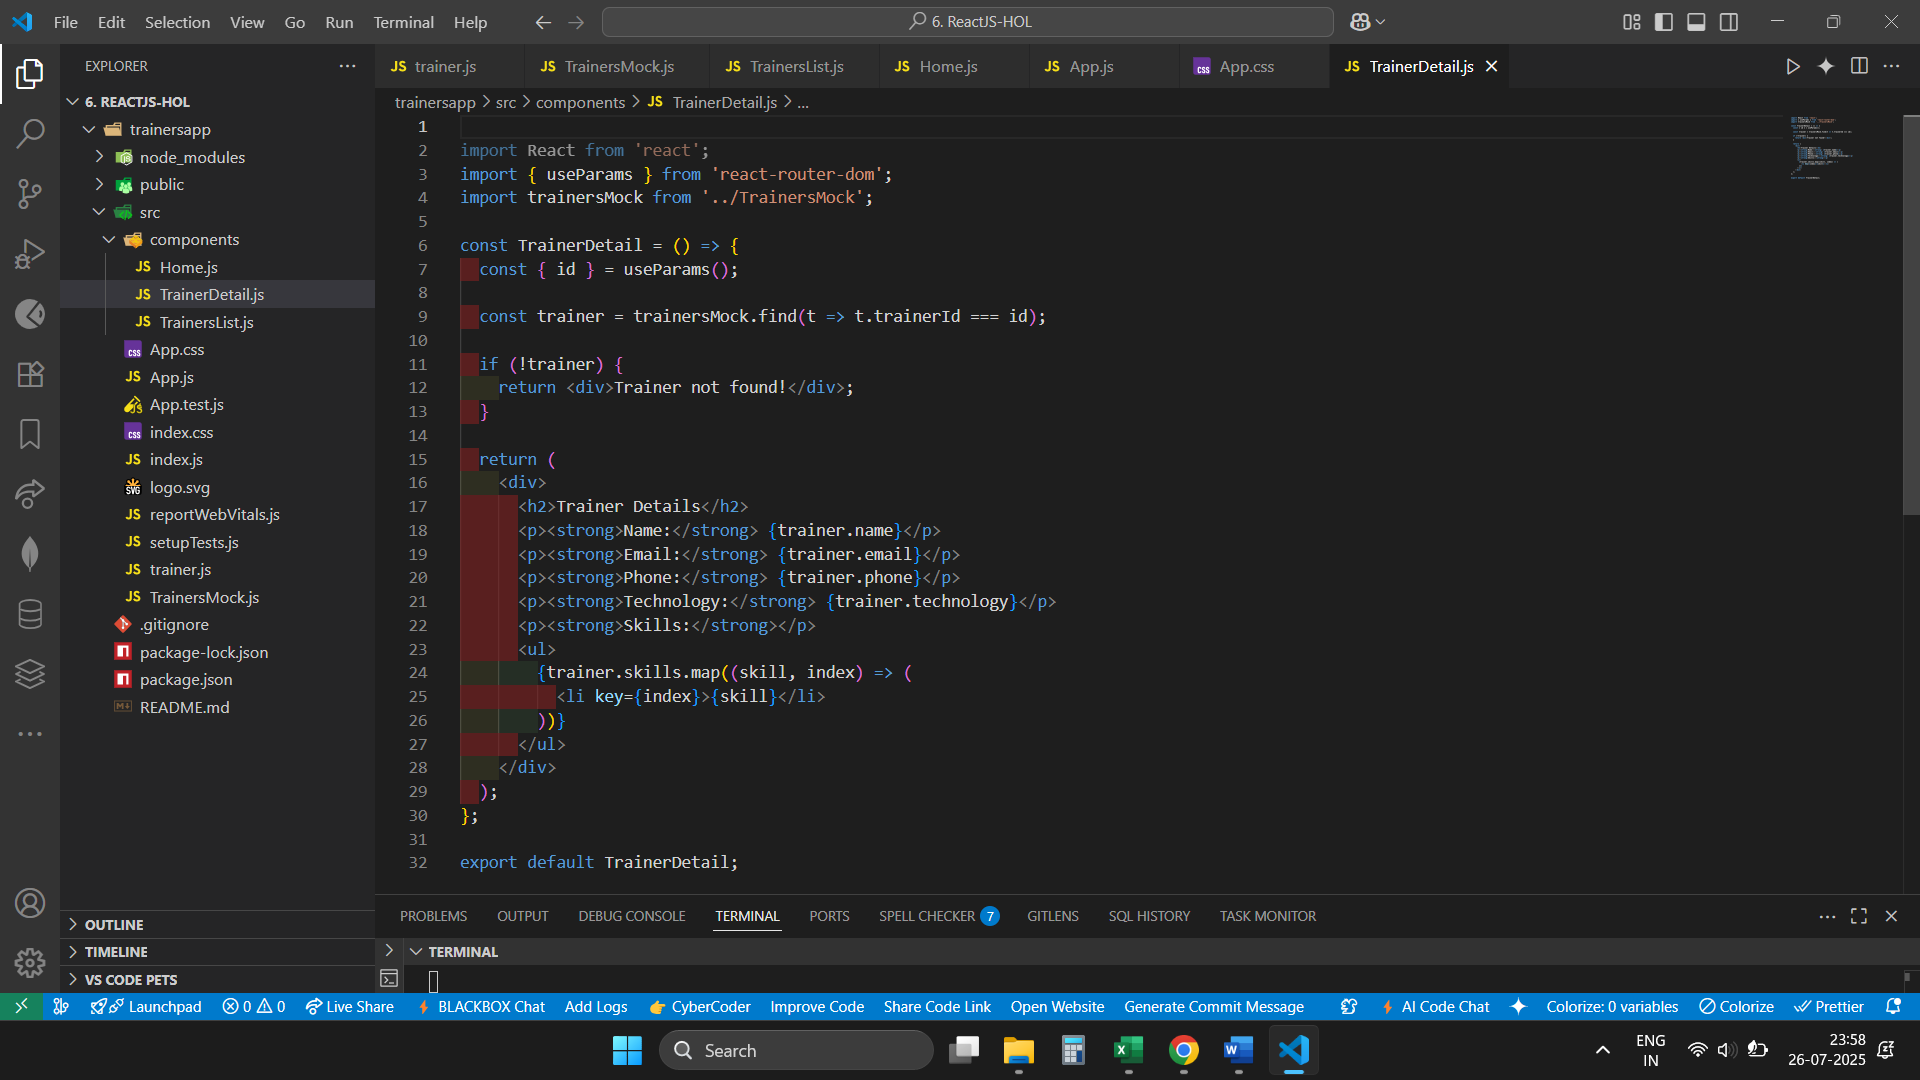 File Edit Selection View Go Run Terminal Help
6. ReactJS-HOL
EXPLORER
6. REACTJS-HOL
trainersapp
node_modules
public
src
components
JS Home.js
JS TrainerDetail.js
JS TrainersList.js
css App.css
JS App.js
App.test.js
css index.css
JS index.js
SVG logo.svg
JS reportWebVitals.js
JS setupTests.js
JS trainer.js
JS TrainersMock.js
.gitignore
package-lock.json
package.json
README.md
OUTLINE
TIMELINE
VS CODE PETS
JS trainer.js JS TrainersMock.js JS TrainersList.js JS Home.js JS App.js css App.css JS TrainerDetail.js
trainersapp > src > components > JS TrainerDetail.js > ...
1
2 import React from 'react';
3 import { useParams } from 'react-router-dom';
4 import trainersMock from '../TrainersMock';
5
6 const TrainerDetail = () => {
7 const { id } = useParams();
8
9 const trainer = trainersMock.find(t => t.trainerId === id);
10
11 if (!trainer) {
12 return <div>Trainer not found!</div>;
13 }
14
15 return (
16 <div>
17 <h2>Trainer Details</h2>
18 <p><strong>Name:</strong> {trainer.name}</p>
19 <p><strong>Email:</strong> {trainer.email}</p>
20 <p><strong>Phone:</strong> {trainer.phone}</p>
21 <p><strong>Technology:</strong> {trainer.technology}</p>
22 <p><strong>Skills:</strong></p>
23 <ul>
24 {trainer.skills.map((skill, index) => (
25 <li key={index}>{skill}</li>
26 ))}
27 </ul>
28 </div>
29 );
30 };
31
32 export default TrainerDetail;
PROBLEMS OUTPUT DEBUG CONSOLE TERMINAL PORTS SPELL CHECKER 7 GITLENS SQL HISTORY TASK MONITOR
TERMINAL
Launchpad 0 0 Live Share BLACKBOX Chat Add Logs CyberCoder Improve Code Share Code Link Open Website Generate Commit Message AI Code Chat Colorize: 0 variables Colorize Prettier
Search
ENG
IN
23:58
26-07-2025